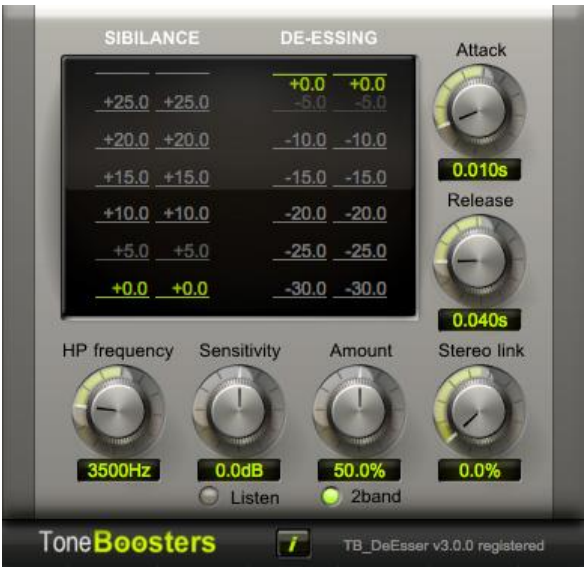 SIBILANCE DE-ESSING
Attack
+0.0 +0.0
+25.0 +25.0 -5.0 -5.0
+20.0 +20.0 -10.0 -10.0
+15.0 +15.0 -15.0 -15.0
0.010s
Release
+10.0 +10.0 -20.0 -20.0
+5.0 +5.0 -25.0 -25.0
+0.0 +0.0 -30.0 -30.0
0.040s
HP frequency Sensitivity Amount Stereo link
3500Hz 0.0dB 50.0% 0.0%
Listen 2band
ToneBoosters i TB_DeEsser v3.0.0 registered